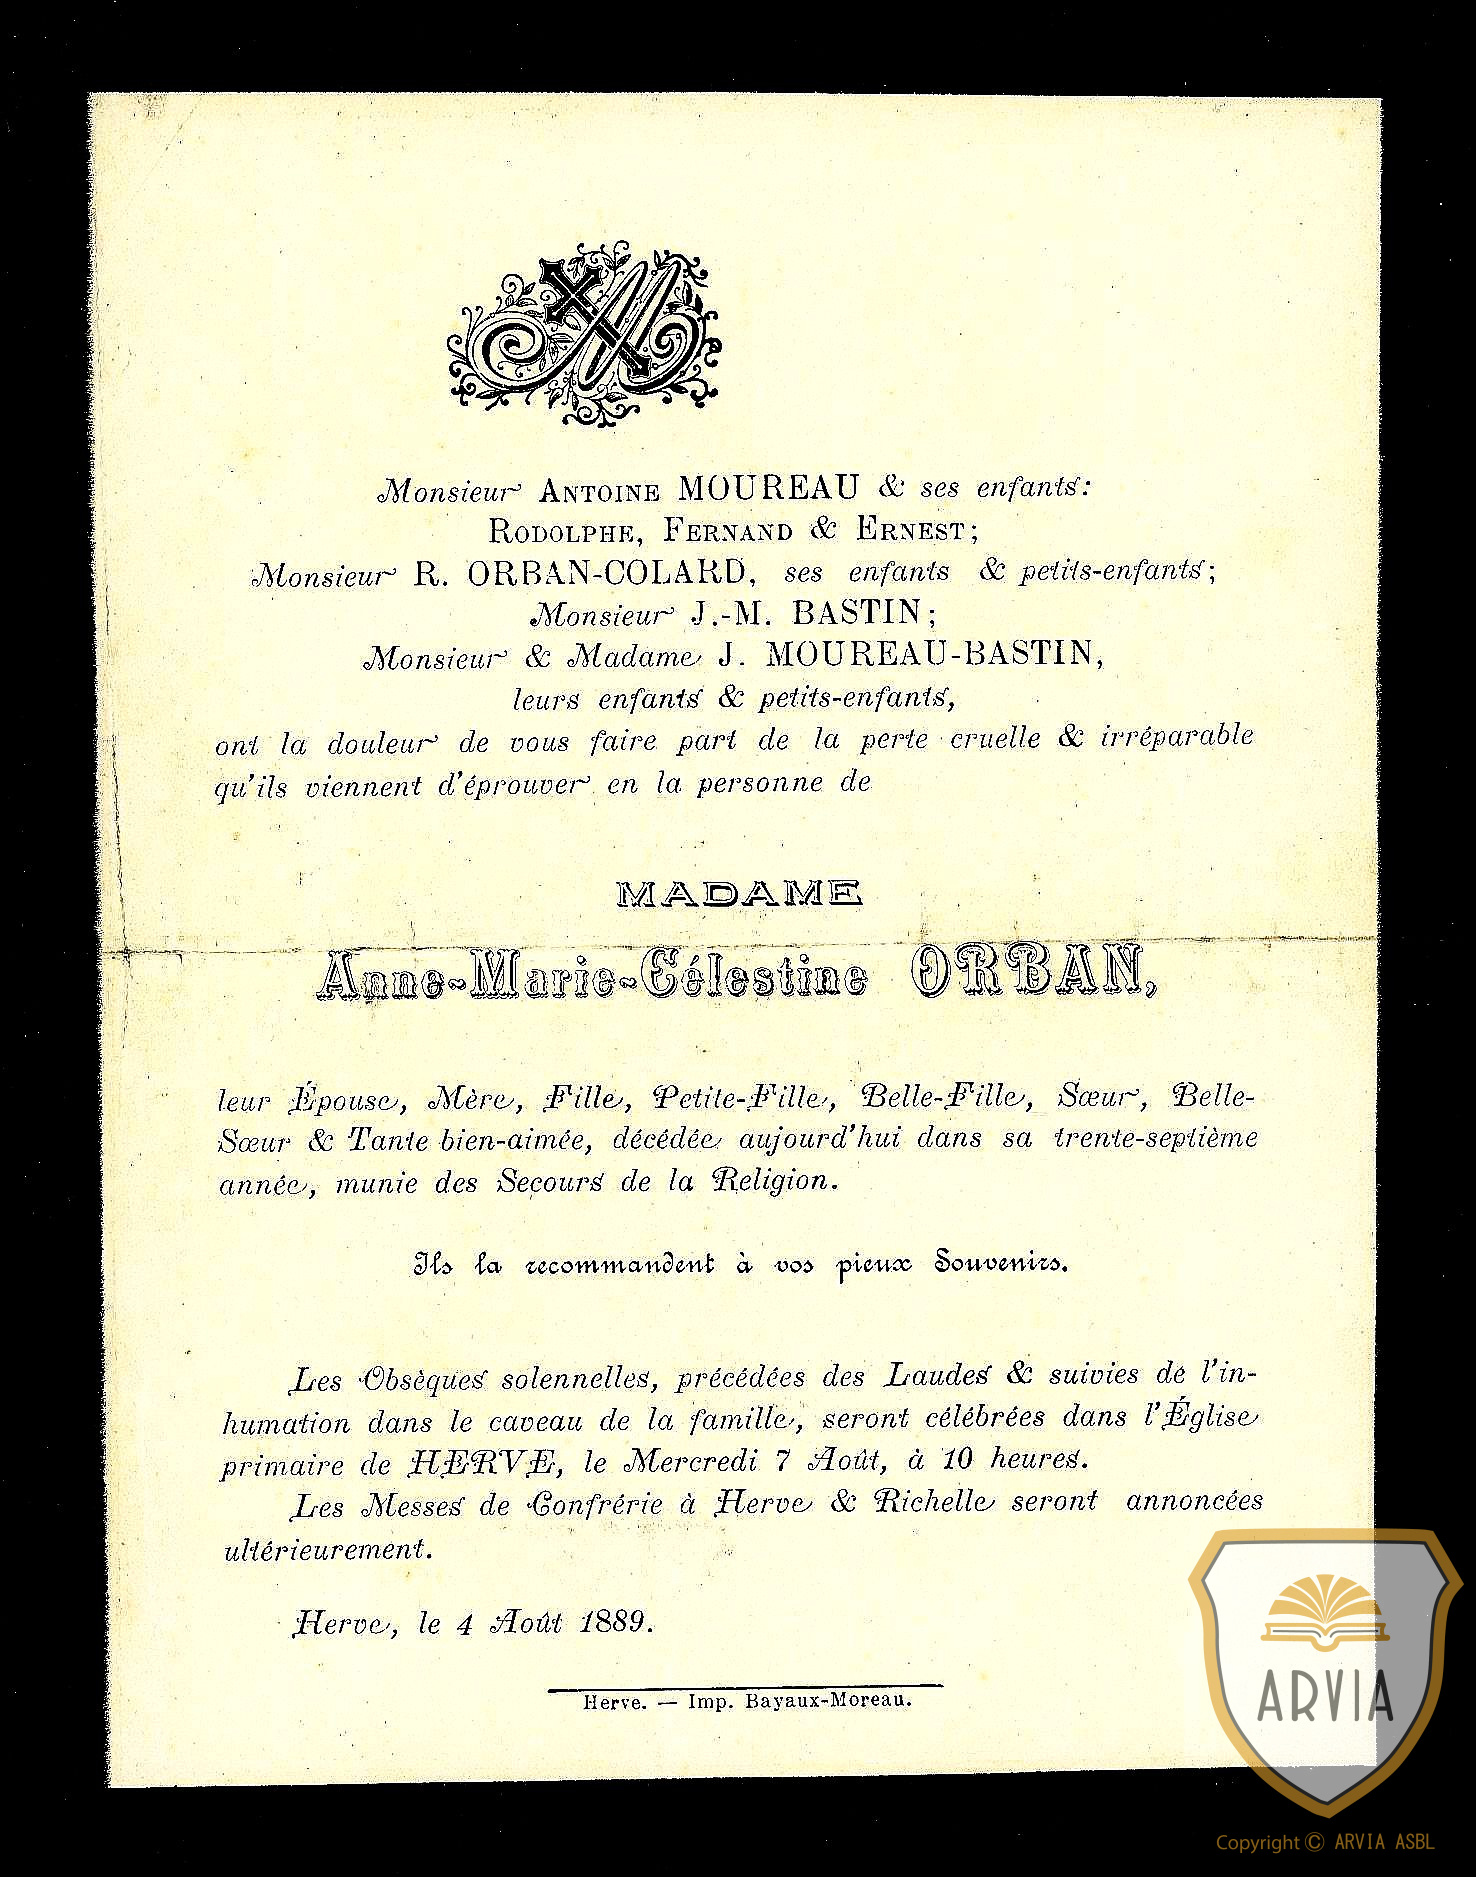 M
Monsieur ANTOINE MOUREAU & ses enfants:
RODOLPHE, FERNAND & ERNEST;
Monsieur R. ORBAN-COLARD, ses enfants & petits-enfants;
Monsieur J.-M. BASTIN;
Monsieur & Madame J. MOUREAU-BASTIN,
leurs enfants & petits-enfants,
ont la douleur de vous faire part de la perte cruelle & irréparable
qu'ils viennent d'éprouver en la personne de
MADAME
Anne-Marie-Célestine ORBAN,
leur Épouse, Mère, Fille, Petite-Fille, Belle-Fille, Sœur, Belle-
Sœur & Tante bien-aimée, décédée aujourd'hui dans sa trente-septième
année, munie des Secours de la Religion.
Ils la recommandent à vos pieux Souvenirs.
Les Obsèques solennelles, précédées des Laudes & suivies de l'in-
humation dans le caveau de la famille, seront célébrées dans l'Église
primaire de HERVE, le Mercredi 7 Août, à 10 heures.
Les Messes de Confrérie à Herve & Richelle seront annoncées
ultérieurement.
Herve, le 4 Août 1889.
Herve. — Imp. Bayaux-Moreau.
ARVIA
Copyright © ARVIA ASBL